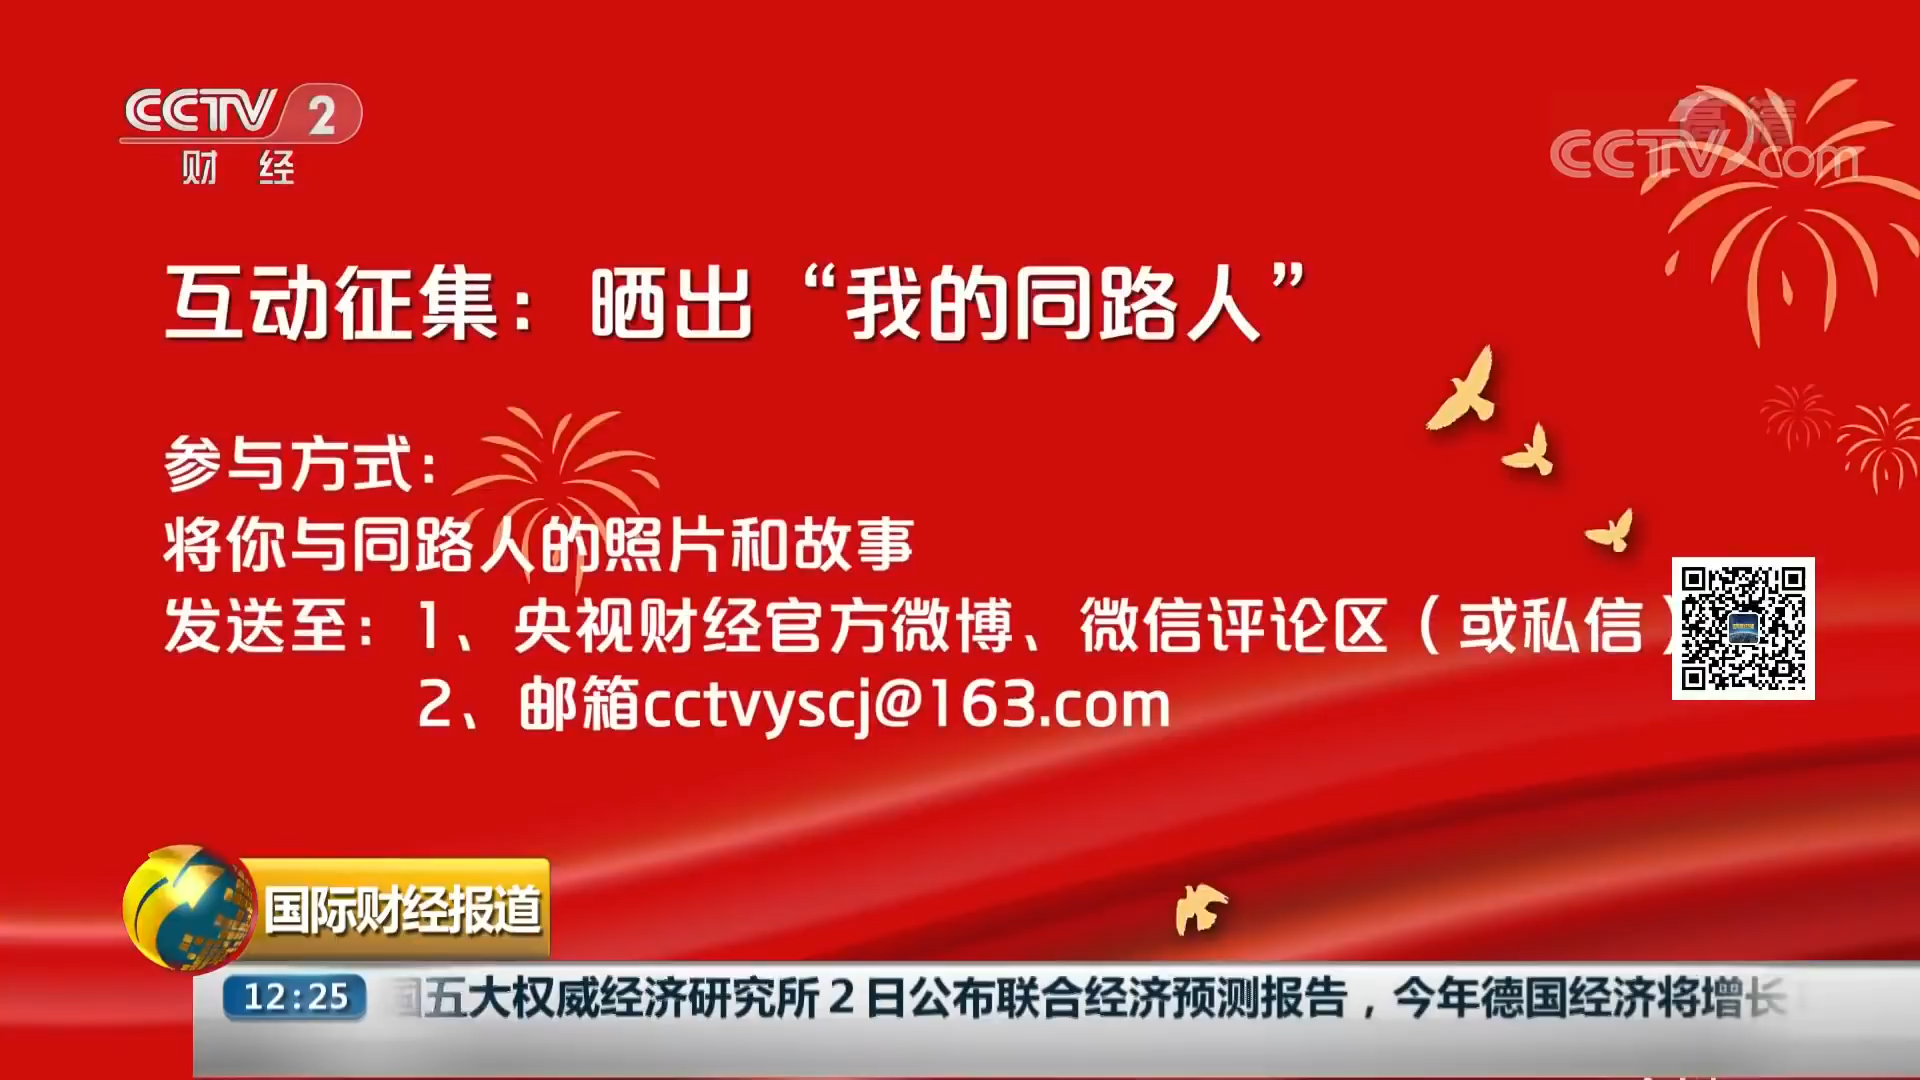 CCTV 2
财 经
高清
CCTV.com
互动征集：晒出“我的同路人”
参与方式：
将你与同路人的照片和故事
发送至：1、央视财经官方微博、微信评论区（或私信）
2、邮箱cctvyscj@163.com
国际财经报道
12:25 国五大权威经济研究所2日公布联合经济预测报告，今年德国经济将增长